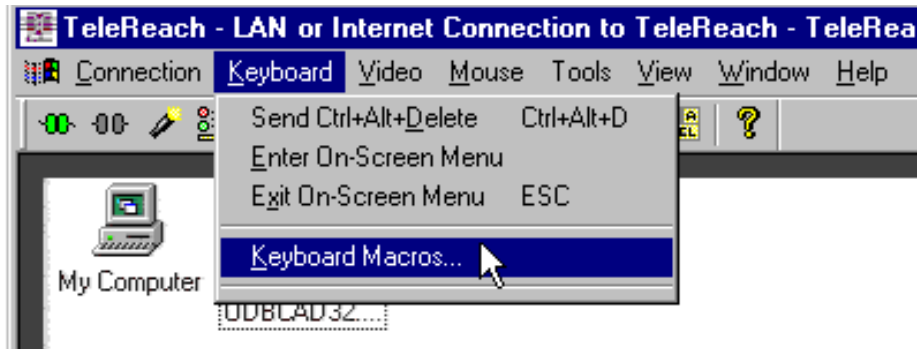 TeleReach - LAN or Internet Connection to TeleReach - TeleRea
Connection Keyboard Video Mouse Tools View Window Help
Send Ctrl+Alt+Delete Ctrl+Alt+D
Enter On-Screen Menu
Exit On-Screen Menu ESC
Keyboard Macros...
My Computer
ODBCAD32....